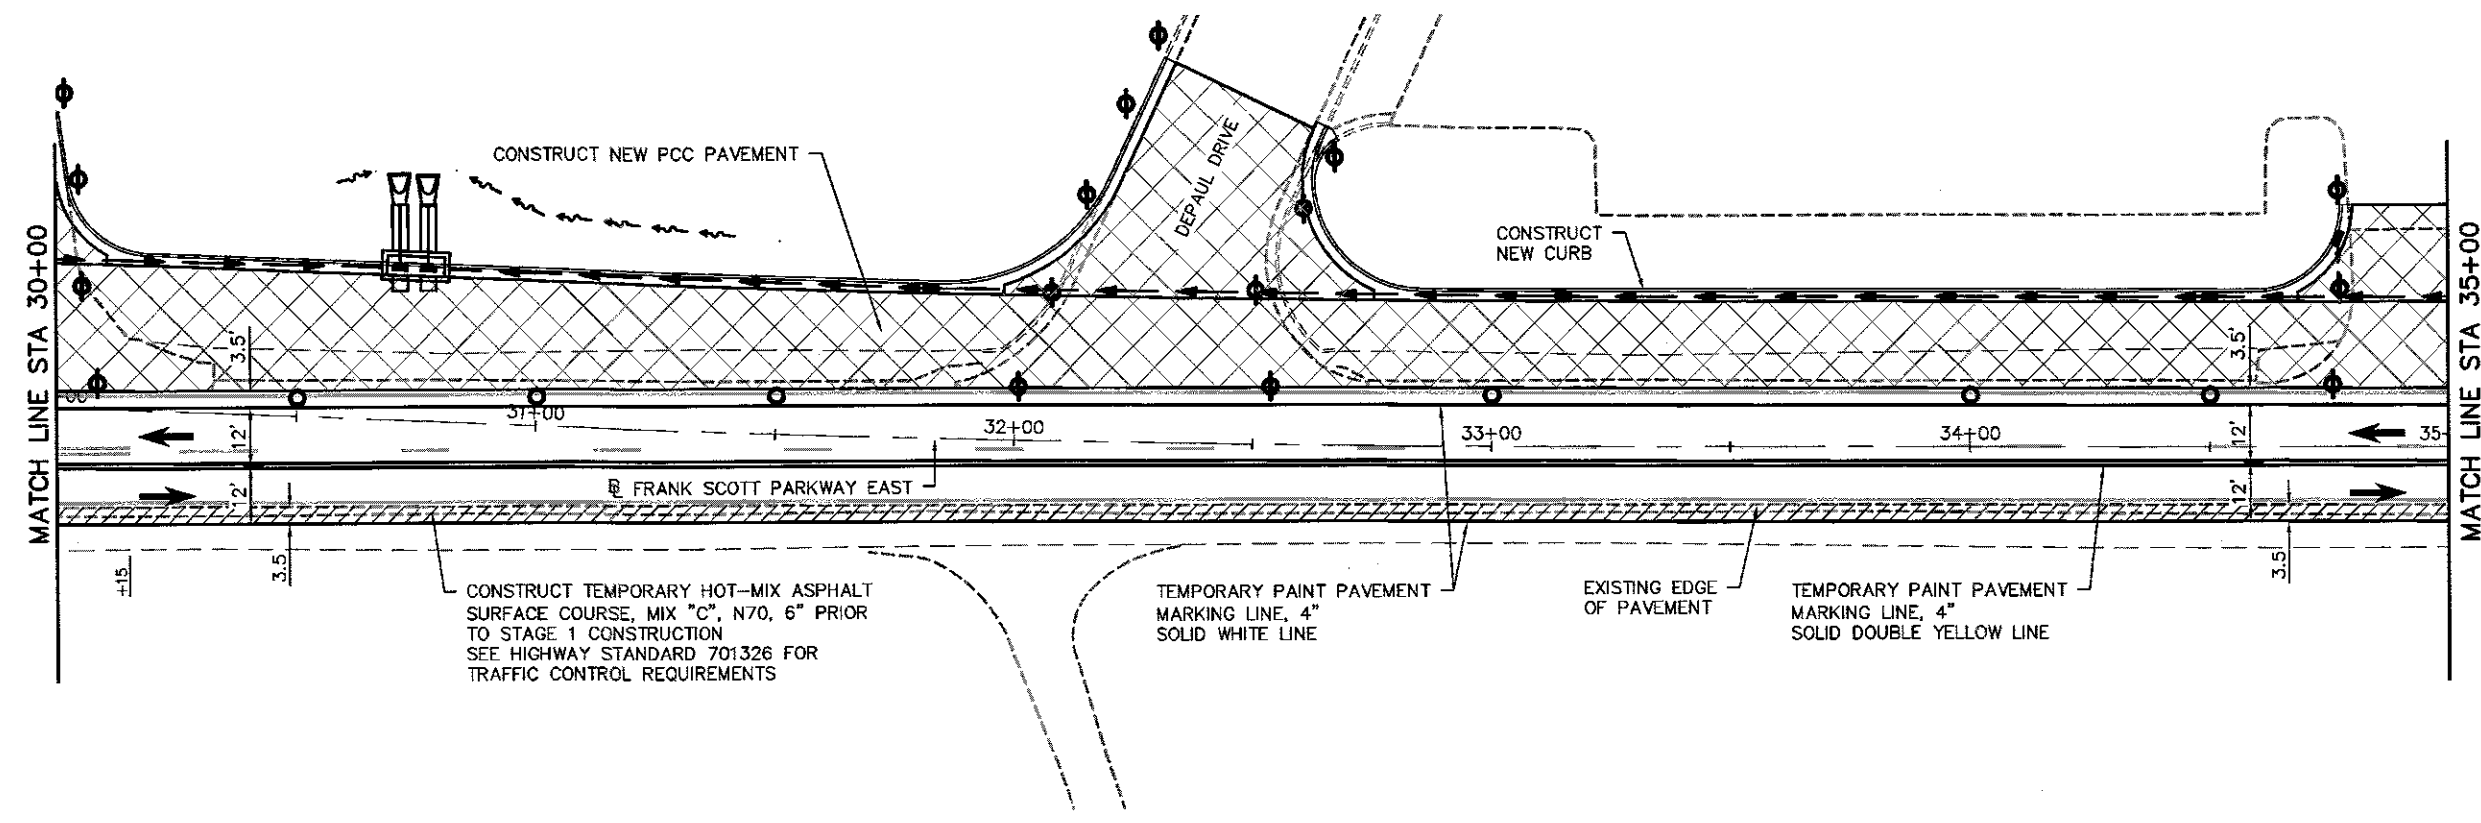 MATCH LINE STA 30+00
CONSTRUCT NEW PCC PAVEMENT
DEPAUL DRIVE
CONSTRUCT
NEW CURB
MATCH LINE STA 35+00
3.5'
3.5'
31+00
32+00
33+00
34+00
35
12'
12'
12'
12'
FRANK SCOTT PARKWAY EAST
+15
3.5
3.5
CONSTRUCT TEMPORARY HOT-MIX ASPHALT
SURFACE COURSE, MIX "C", N70, 6" PRIOR
TO STAGE 1 CONSTRUCTION
SEE HIGHWAY STANDARD 701326 FOR
TRAFFIC CONTROL REQUIREMENTS
TEMPORARY PAINT PAVEMENT
MARKING LINE, 4"
SOLID WHITE LINE
EXISTING EDGE
OF PAVEMENT
TEMPORARY PAINT PAVEMENT
MARKING LINE, 4"
SOLID DOUBLE YELLOW LINE